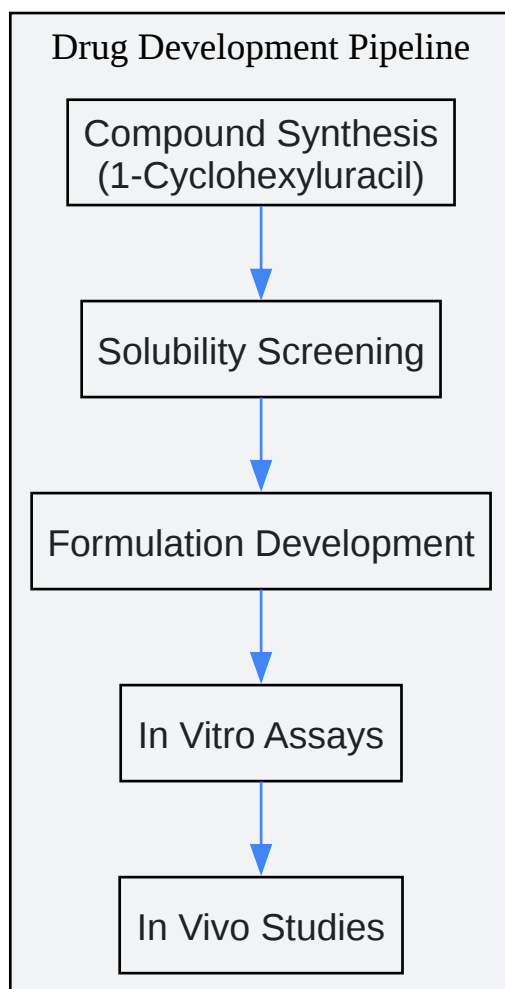 Drug Development Pipeline
Compound Synthesis
(1-Cyclohexyluracil)
Solubility Screening
Formulation Development
In Vitro Assays
In Vivo Studies